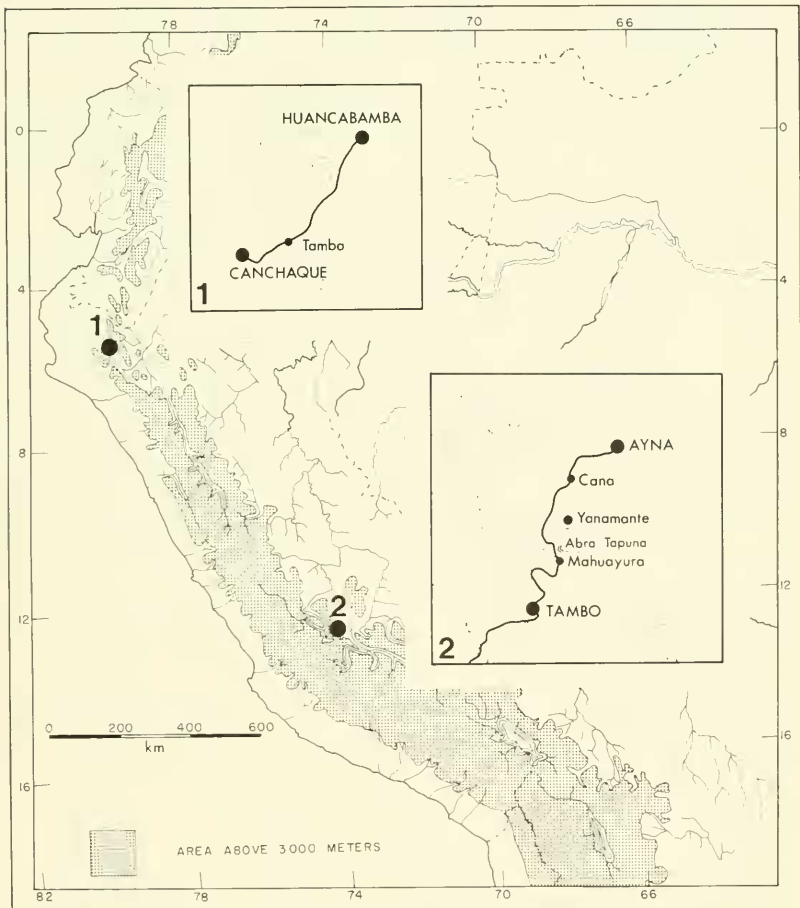 78 74 70 66
0 0
4 4
8 8
12 12
16 16
HUANCABAMBA
Tambo
CANCHAQUE
1
1
AYNA
Cana
Yanamante
Abra Tapuna
Mahuayura
TAMBO
2
2
0 200 400 600
km
AREA ABOVE 3000 METERS
82 78 74 70 66